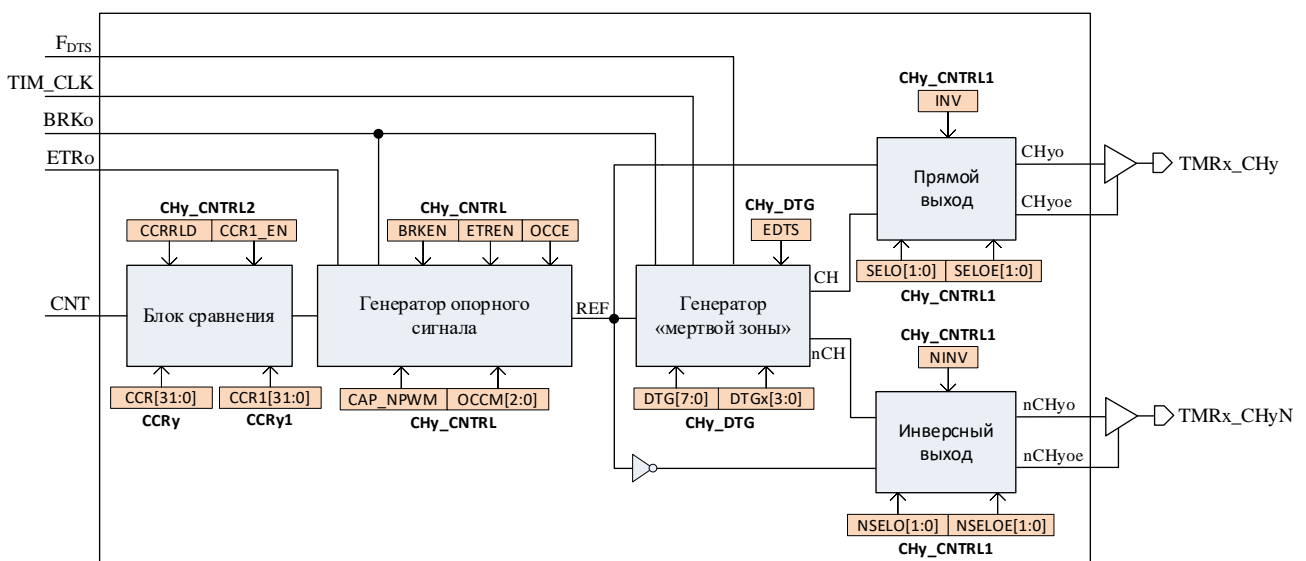 F_DTS
TIM_CLK
BRKo
ETRo
CNT
CHy_CNTRL2
CCRRLD CCR1_EN
Блок сравнения
CCR[31:0] CCR1[31:0]
CCRy CCRy1
CHy_CNTRL
BRKEN ETREN OCCE
Генератор опорного
сигнала
CAP_NPWM OCCM[2:0]
CHy_CNTRL
REF
CHy_DTG
EDTS
Генератор
«мертвой зоны»
DTG[7:0] DTGx[3:0]
CHy_DTG
CH
nCH
CHy_CNTRL1
INV
Прямой
выход
SELO[1:0] SELOE[1:0]
CHy_CNTRL1
CHyo
CHyoe
TMRx_CHy
CHy_CNTRL1
NINV
Инверсный
выход
NSELO[1:0] NSELOE[1:0]
CHy_CNTRL1
nCHyo
nCHyoe
TMRx_CHyN